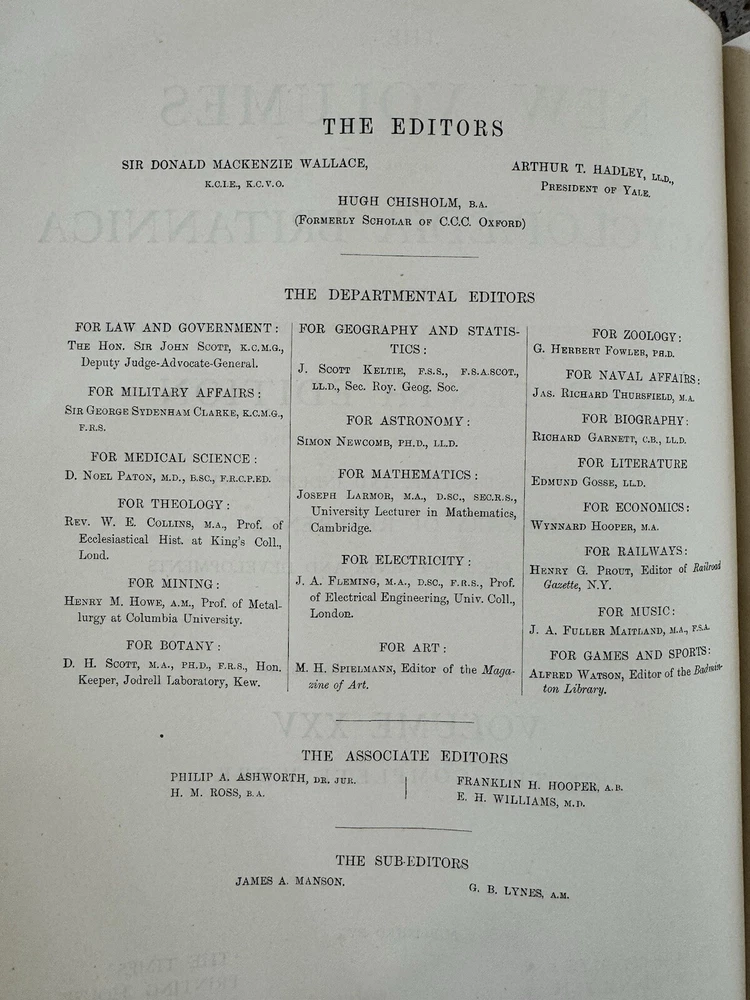 THE EDITORS
SIR DONALD MACKENZIE WALLACE,
K.C.I.E., K.C.V.O.
ARTHUR T. HADLEY, LL.D.,
PRESIDENT OF YALE.
HUGH CHISHOLM, B.A.
(FORMERLY SCHOLAR OF C.C.C. OXFORD)
THE DEPARTMENTAL EDITORS
FOR LAW AND GOVERNMENT:
THE HON. SIR JOHN SCOTT, K.C.M.G.,
Deputy Judge-Advocate-General.
FOR MILITARY AFFAIRS:
SIR GEORGE SYDENHAM CLARKE, K.C.M.G.,
F.R.S.
FOR MEDICAL SCIENCE:
D. NOEL PATON, M.D., B.SC., F.R.C.P.ED.
FOR THEOLOGY:
REV. W. E. COLLINS, M.A., Prof. of
Ecclesiastical Hist. at King's Coll.,
Lond.
FOR MINING:
HENRY M. HOWE, A.M., Prof. of Metal-
lurgy at Columbia University.
FOR BOTANY:
D. H. SCOTT, M.A., PH.D., F.R.S., Hon.
Keeper, Jodrell Laboratory, Kew.
FOR GEOGRAPHY AND STATIS-
TICS:
J. SCOTT KELTIE, F.S.S., F.S.A.SCOT.,
LL.D., Sec. Roy. Geog. Soc.
FOR ASTRONOMY:
SIMON NEWCOMB, PH.D., LL.D.
FOR MATHEMATICS:
JOSEPH LARMOR, M.A., D.SC., SEC.R.S.,
University Lecturer in Mathematics,
Cambridge.
FOR ELECTRICITY:
J. A. FLEMING, M.A., D.SC., F.R.S., Prof.
of Electrical Engineering, Univ. Coll.,
London.
FOR ART:
M. H. SPIELMANN, Editor of the Maga-
zine of Art.
FOR ZOOLOGY:
G. HERBERT FOWLER, PH.D.
FOR NAVAL AFFAIRS:
JAS. RICHARD THURSFIELD, M.A.
FOR BIOGRAPHY:
RICHARD GARNETT, C.B., LL.D.
FOR LITERATURE
EDMUND GOSSE, LL.D.
FOR ECONOMICS:
WYNNARD HOOPER, M.A.
FOR RAILWAYS:
HENRY G. PROUT, Editor of Railroad
Gazette, N.Y.
FOR MUSIC:
J. A. FULLER MAITLAND, M.A., F.S.A.
FOR GAMES AND SPORTS:
ALFRED WATSON, Editor of the Badmin-
ton Library.
THE ASSOCIATE EDITORS
PHILIP A. ASHWORTH, DR. JUR.
H. M. ROSS, B.A.
FRANKLIN H. HOOPER, A.B.
E. H. WILLIAMS, M.D.
THE SUB-EDITORS
JAMES A. MANSON.
G. B. LYNES, A.M.